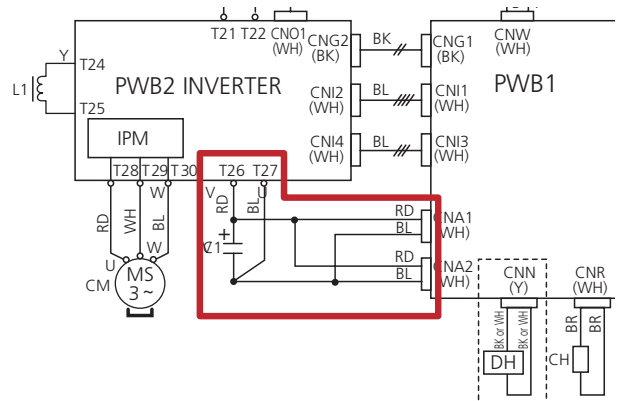 T21 T22 CNO1
(WH)
CNG2
(BK)
BK
CNG1
(BK)
CNW
(WH)
Y
T24
L1
PWB2 INVERTER
PWB1
T25
CNI2
(WH)
BL
CNI1
(WH)
IPM
CNI4
(WH)
BL
CNI3
(WH)
T28 T29 T30
T26 T27
W
V
U
RD
WH
BL
RD
BL
RD
BL
CNA1
(WH)
+
C1
U
W
CM
MS
3~
RD
BL
CNA2
(WH)
CNN
(Y)
CNR
(WH)
BK or WH
BK or WH
BR
BR
DH
CH